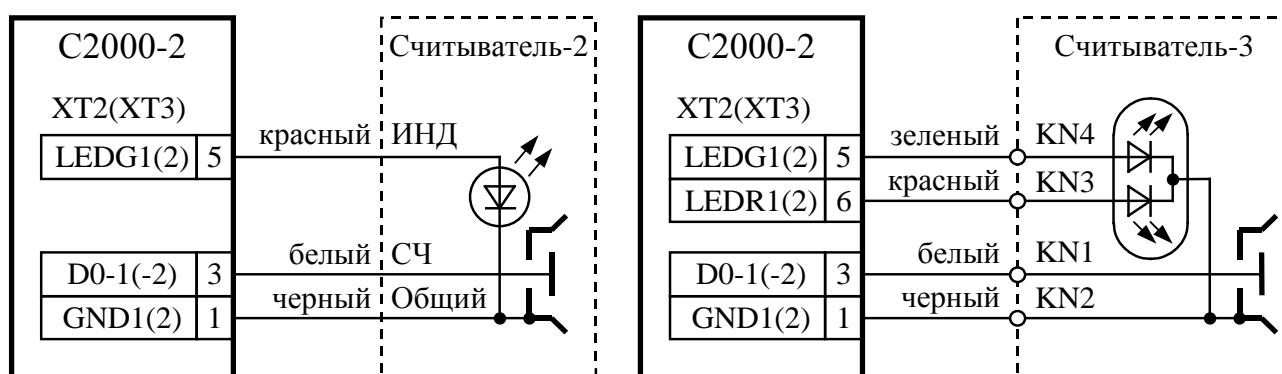 С2000-2
Считыватель-2
XT2(XT3)
красный ИНД
LEDG1(2) 5
белый СЧ
D0-1(-2) 3
черный Общий
GND1(2) 1
С2000-2
Считыватель-3
XT2(XT3)
зеленый KN4
LEDG1(2) 5
красный KN3
LEDR1(2) 6
белый KN1
D0-1(-2) 3
черный KN2
GND1(2) 1